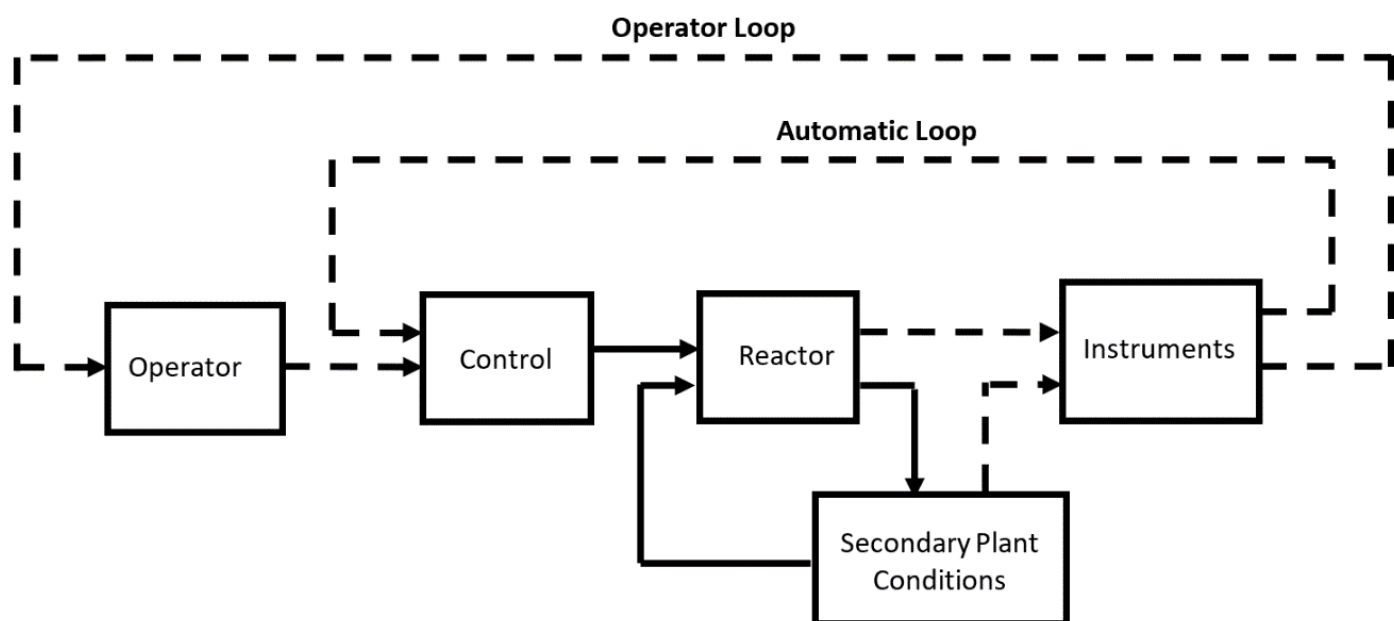 Operator Loop
Automatic Loop
Operator
Control
Reactor
Instruments
Secondary Plant
Conditions